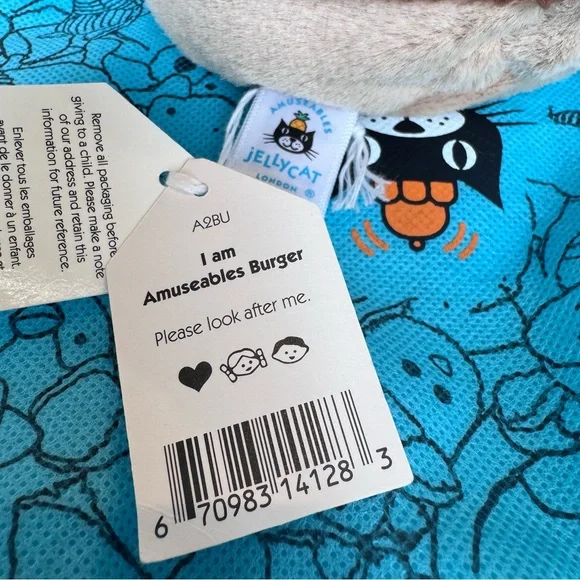 Remove all packaging before
giving to a child. Please make a note
of our address and retain this
information for future reference.
Enlever tous les emballages
avant de le donner à un enfant.
AMUSEABLES
JELLYCAT
LONDON ®
A2BU
I am
Amuseables Burger
Please look after me.
6 70983 14128 3